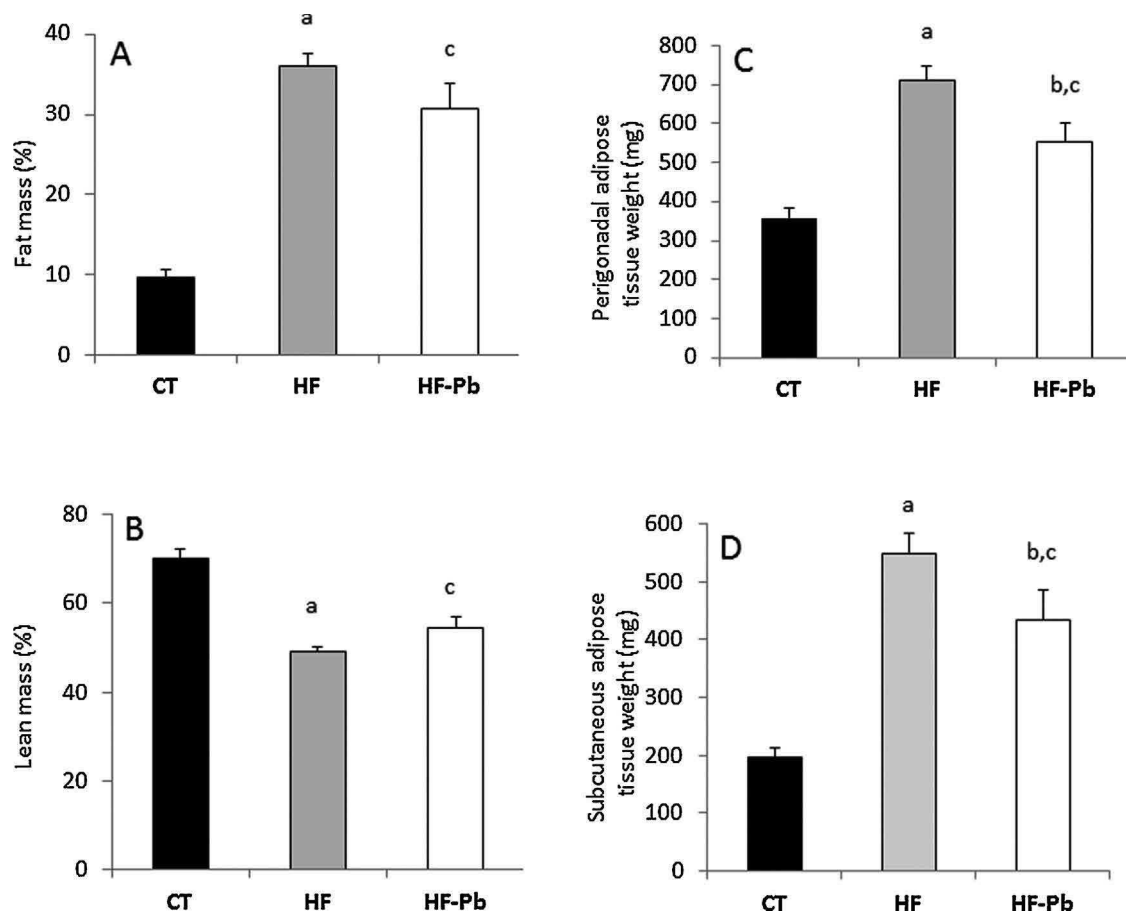 A
Fat mass (%)
40
30
20
10
0
a
c
CT HF HF-Pb
C
Perigonadal adipose
tissue weight (mg)
800
700
600
500
400
300
200
100
0
a
b,c
CT HF HF-Pb
B
Lean mass (%)
80
60
40
20
0
a
c
CT HF HF-Pb
D
Subcutaneous adipose
tissue weight (mg)
600
500
400
300
200
100
0
a
b,c
CT HF HF-Pb